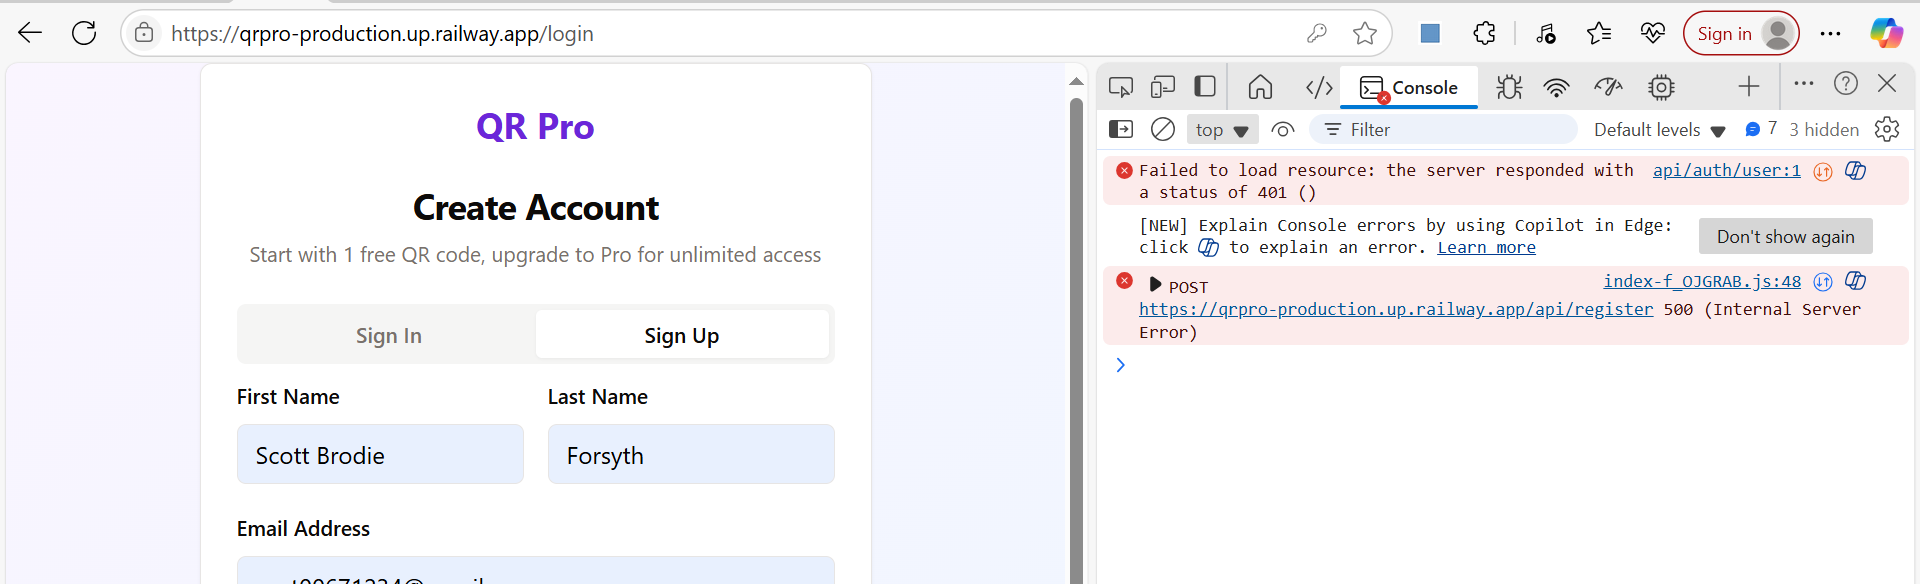 https://qrpro-production.up.railway.app/login
Sign in
QR Pro
Create Account
Start with 1 free QR code, upgrade to Pro for unlimited access
Sign In
Sign Up
First Name
Last Name
Scott Brodie
Forsyth
Email Address
Console
top
Filter
Default levels
7
3 hidden
Failed to load resource: the server responded with
api/auth/user:1
a status of 401 ()
[NEW] Explain Console errors by using Copilot in Edge:
click to explain an error. Learn more
Don't show again
POST
index-f_OJGRAB.js:48
https://qrpro-production.up.railway.app/api/register 500 (Internal Server
Error)